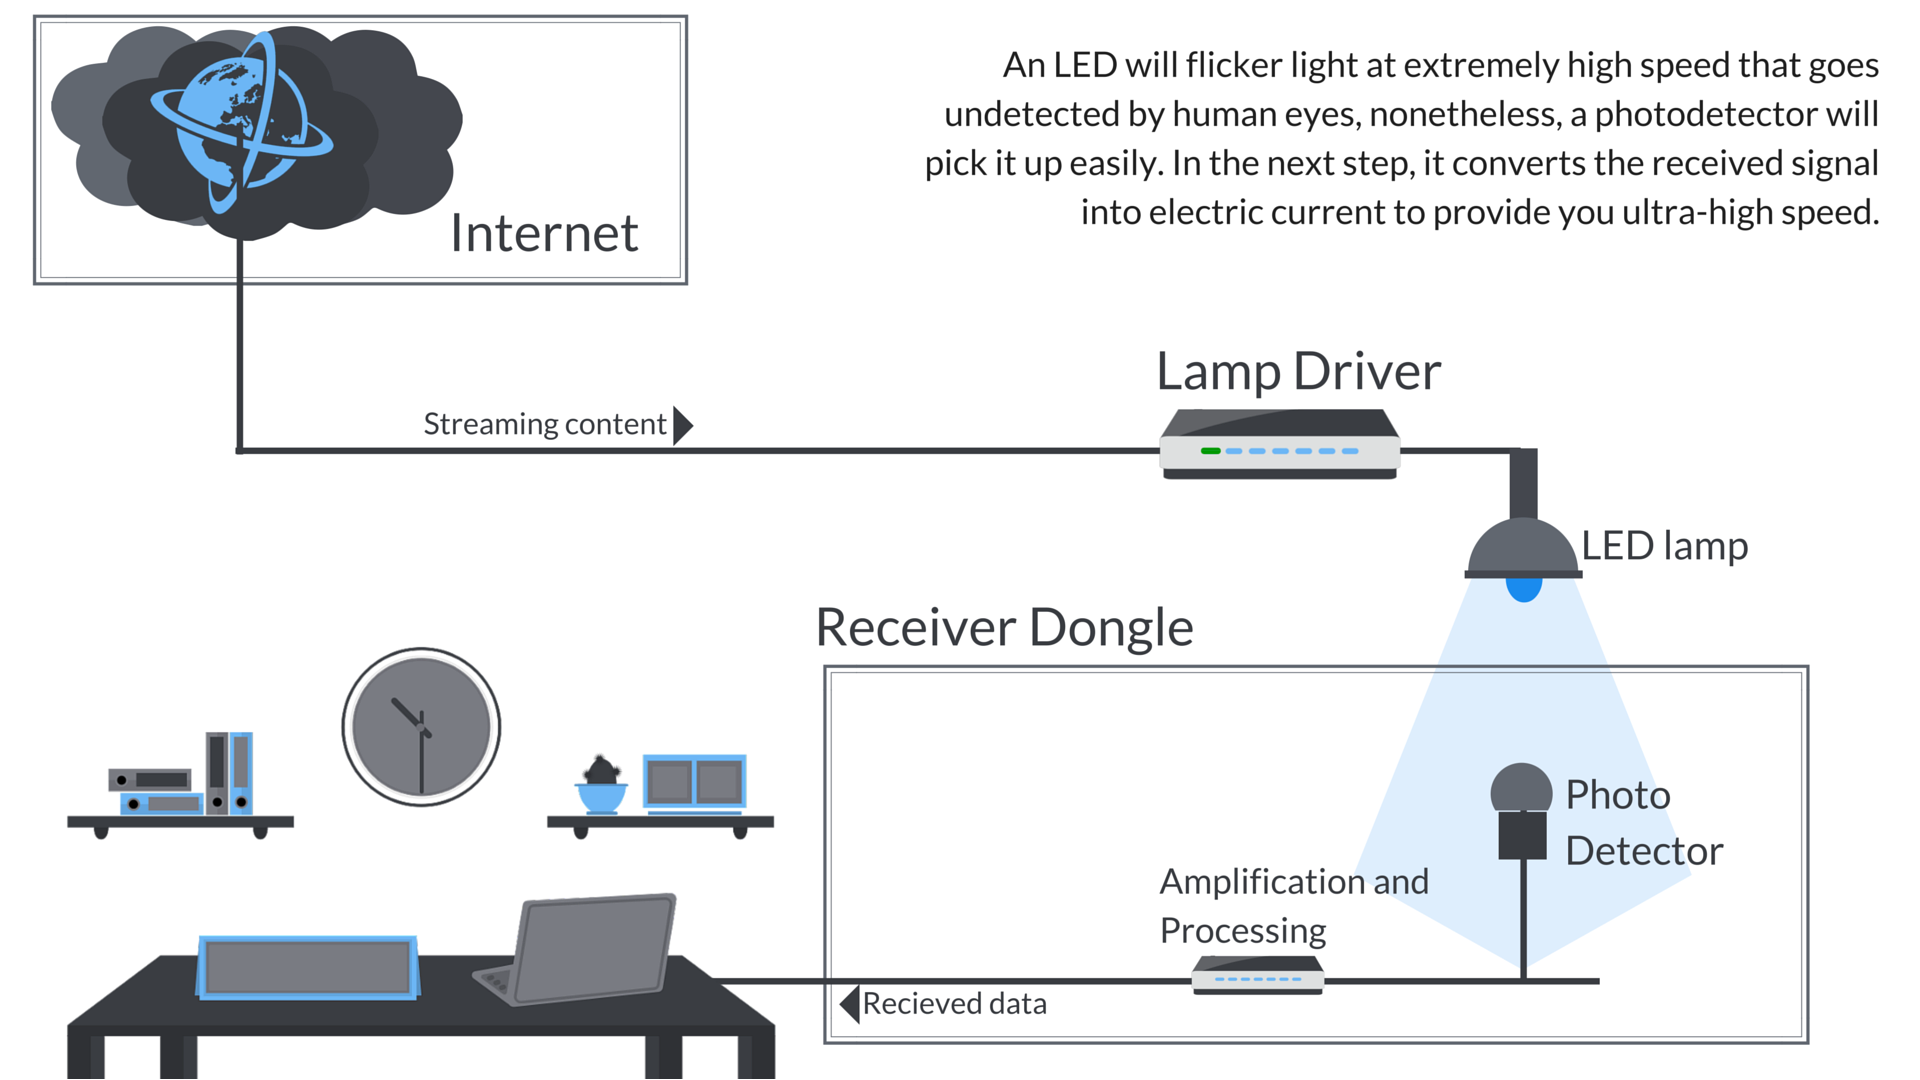 An LED will flicker light at extremely high speed that goes
undetected by human eyes, nonetheless, a photodetector will
pick it up easily. In the next step, it converts the received signal
into electric current to provide you ultra-high speed.
Internet
Lamp Driver
Streaming content
LED lamp
Receiver Dongle
Photo
Detector
Amplification and
Processing
Recieved data